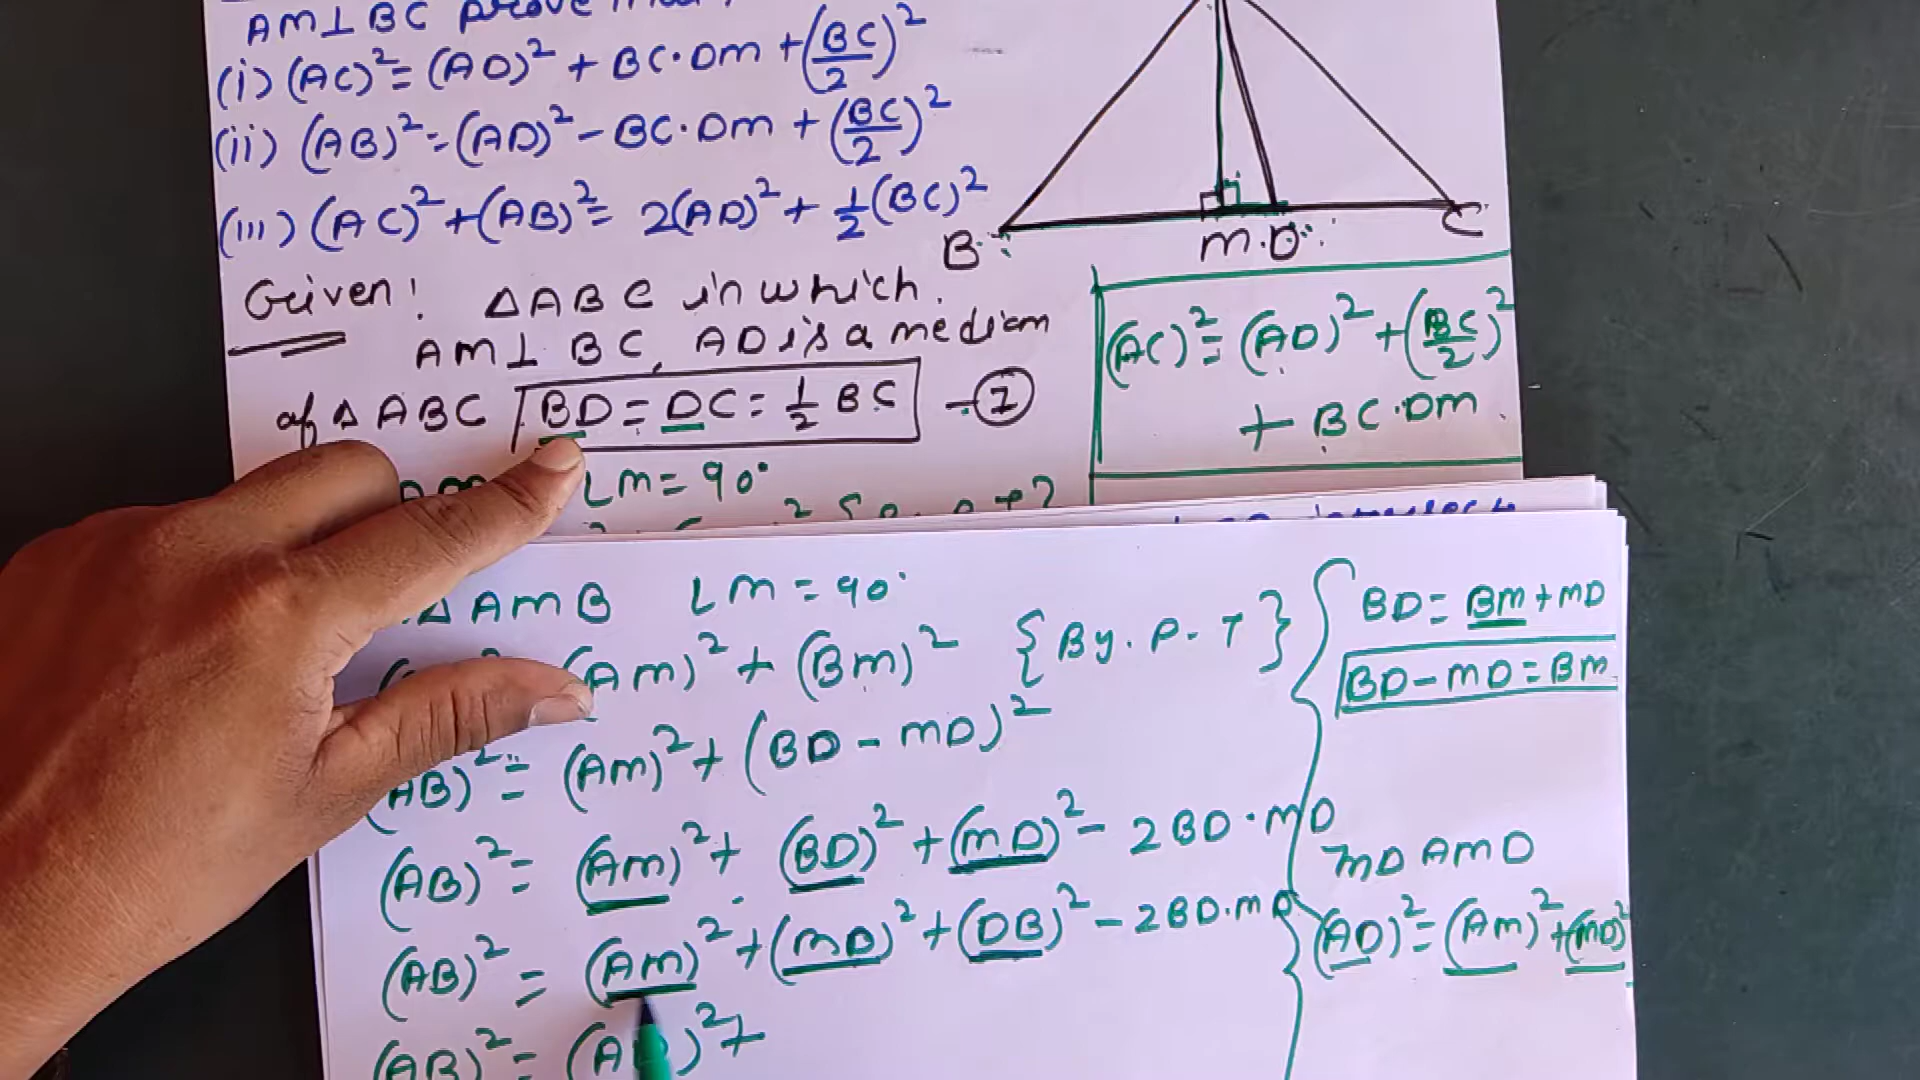 AM⊥BC prove
(i) (AC)²= (AD)² + BC·DM + (BC/2)²
(ii) (AB)²=(AD)² - BC·DM + (BC/2)²
(iii) (AC)²+(AB)²= 2(AD)² + 1/2(BC)²
B M.D C
Given! △ABC in which.
AM⊥ BC, AD is a median
of △ ABC BD = DC = 1/2 BC - ①
∠M= 90°
(AC)²= (AD)² + (BC/2)²
+ BC·DM
△AMB ∠M = 90°
(AM)² + (BM)² {By. P. T}
(AB)²= (AM)²+ (BD - MD)²
(AB)²= (AM)²+ (BD)² +(MD)²- 2BD·MD
(AB)² = (AM)² +(MD)² +(DB)² - 2BD.MD
(AB)²= (AD)²+
BD= BM+MD
BD-MD=BM
AMD
(AD)²= (AM)²+(MD)²